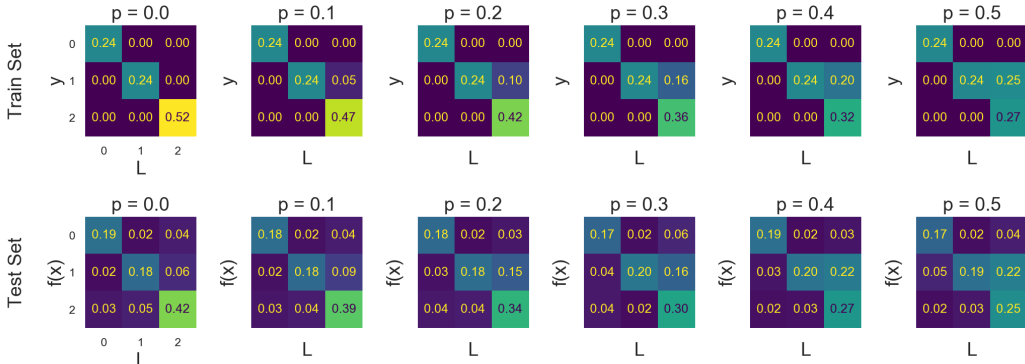 p = 0.0 p = 0.1 p = 0.2 p = 0.3 p = 0.4 p = 0.5
Train Set
y y y y y y
0 0.24 0.00 0.00 0.24 0.00 0.00 0.24 0.00 0.00 0.24 0.00 0.00 0.24 0.00 0.00 0.24 0.00 0.00
1 0.00 0.24 0.00 0.00 0.24 0.05 0.00 0.24 0.10 0.00 0.24 0.16 0.00 0.24 0.20 0.00 0.24 0.25
2 0.00 0.00 0.52 0.00 0.00 0.47 0.00 0.00 0.42 0.00 0.00 0.36 0.00 0.00 0.32 0.00 0.00 0.27
0 1 2
L L L L L L
p = 0.0 p = 0.1 p = 0.2 p = 0.3 p = 0.4 p = 0.5
Test Set
f(x) f(x) f(x) f(x) f(x) f(x)
0 0.19 0.02 0.04 0.18 0.02 0.04 0.18 0.02 0.03 0.17 0.02 0.06 0.19 0.02 0.03 0.17 0.02 0.04
1 0.02 0.18 0.06 0.02 0.18 0.09 0.03 0.18 0.15 0.04 0.20 0.16 0.03 0.20 0.22 0.05 0.19 0.22
2 0.03 0.05 0.42 0.03 0.04 0.39 0.04 0.04 0.34 0.04 0.02 0.30 0.02 0.03 0.27 0.02 0.03 0.25
0 1 2
L L L L L L